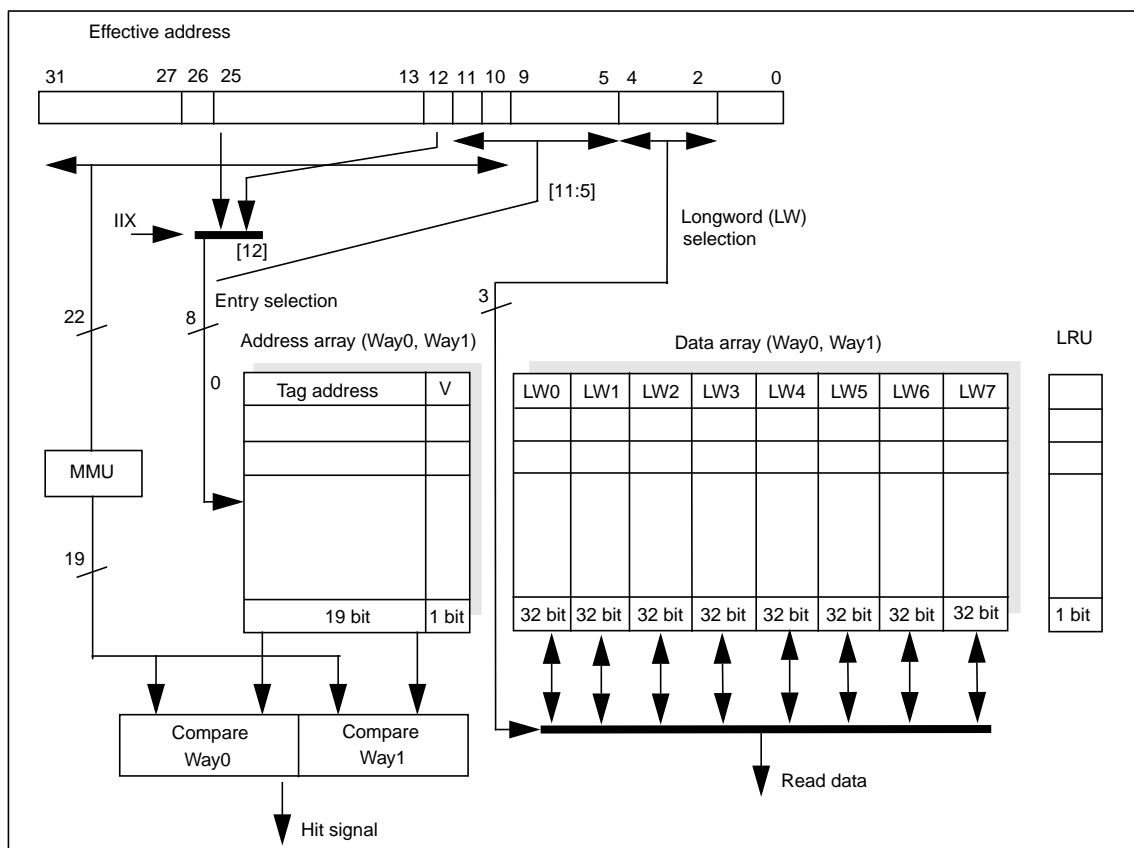 Effective address
31 27 26 25 13 12 11 10 9 5 4 2 0
[11:5]
IIX
[12]
Longword (LW)
selection
Entry selection
22
8
3
Address array (Way0, Way1)
Data array (Way0, Way1)
LRU
0
Tag address V
LW0 LW1 LW2 LW3 LW4 LW5 LW6 LW7
MMU
19
19 bit 1 bit
32 bit 32 bit 32 bit 32 bit 32 bit 32 bit 32 bit 32 bit
1 bit
Compare
Way0
Compare
Way1
Read data
Hit signal